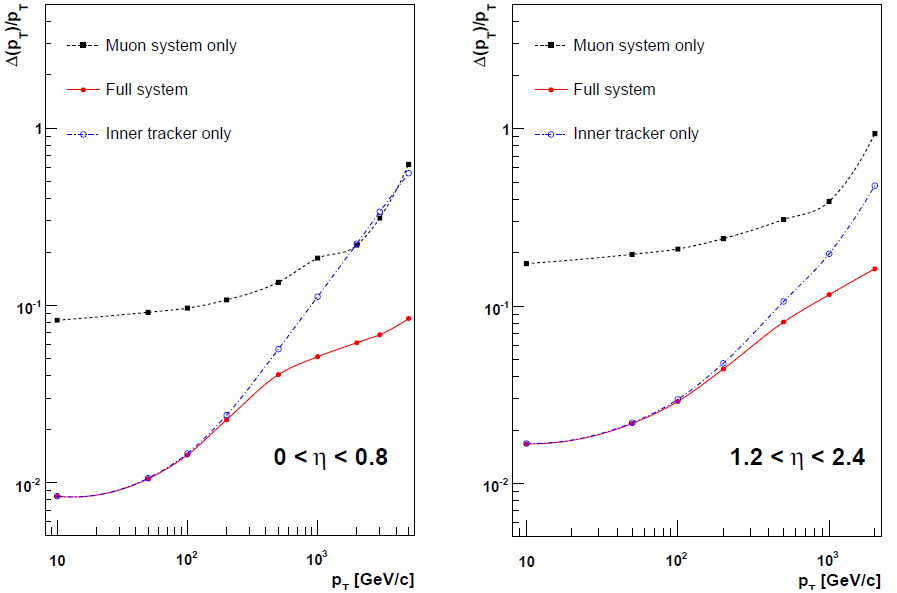 Δ(p_T)/p_T
Muon system only
Full system
Inner tracker only
1
10^-1
10^-2
0 < η < 0.8
10
10^2
10^3
p_T [GeV/c]
Δ(p_T)/p_T
Muon system only
Full system
Inner tracker only
1
10^-1
10^-2
1.2 < η < 2.4
10
10^2
10^3
p_T [GeV/c]